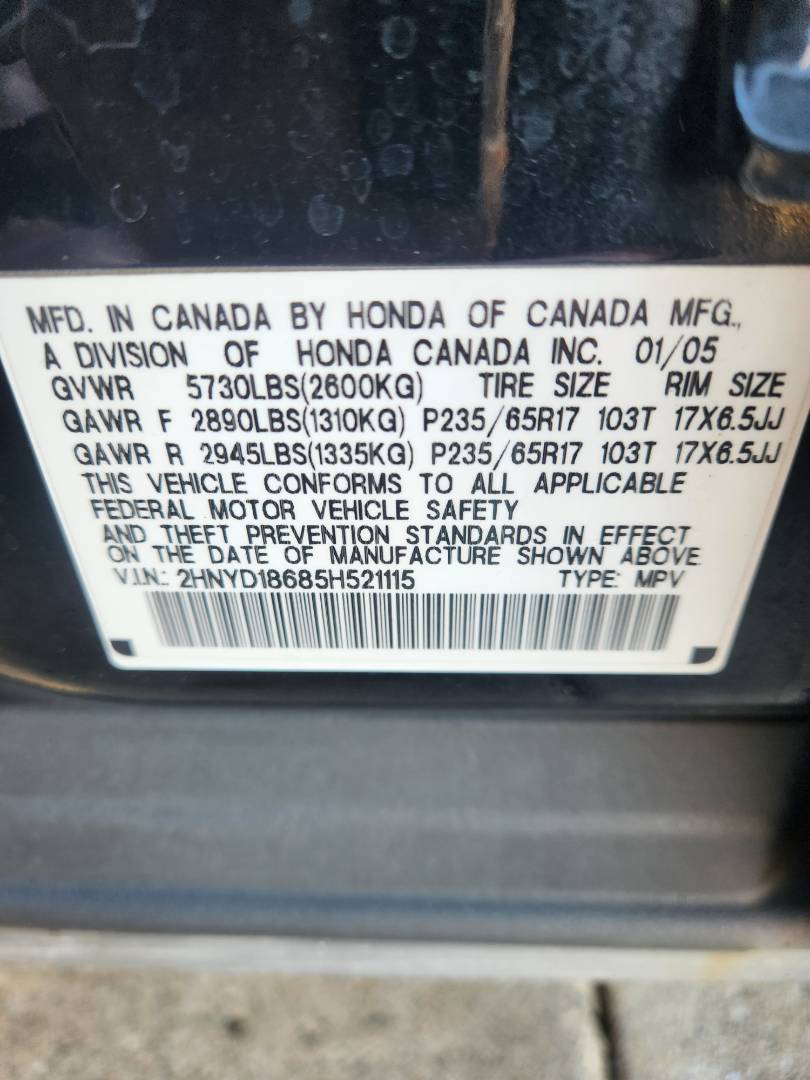 MFD. IN CANADA BY HONDA OF CANADA MFG.,
A DIVISION OF HONDA CANADA INC. 01/05
GVWR 5730LBS(2600KG) TIRE SIZE RIM SIZE
GAWR F 2890LBS(1310KG) P235/65R17 103T 17X6.5JJ
GAWR R 2945LBS(1335KG) P235/65R17 103T 17X6.5JJ
THIS VEHICLE CONFORMS TO ALL APPLICABLE
FEDERAL MOTOR VEHICLE SAFETY
AND THEFT PREVENTION STANDARDS IN EFFECT
ON THE DATE OF MANUFACTURE SHOWN ABOVE.
V.I.N.: 2HNYD18685H521115 TYPE: MPV